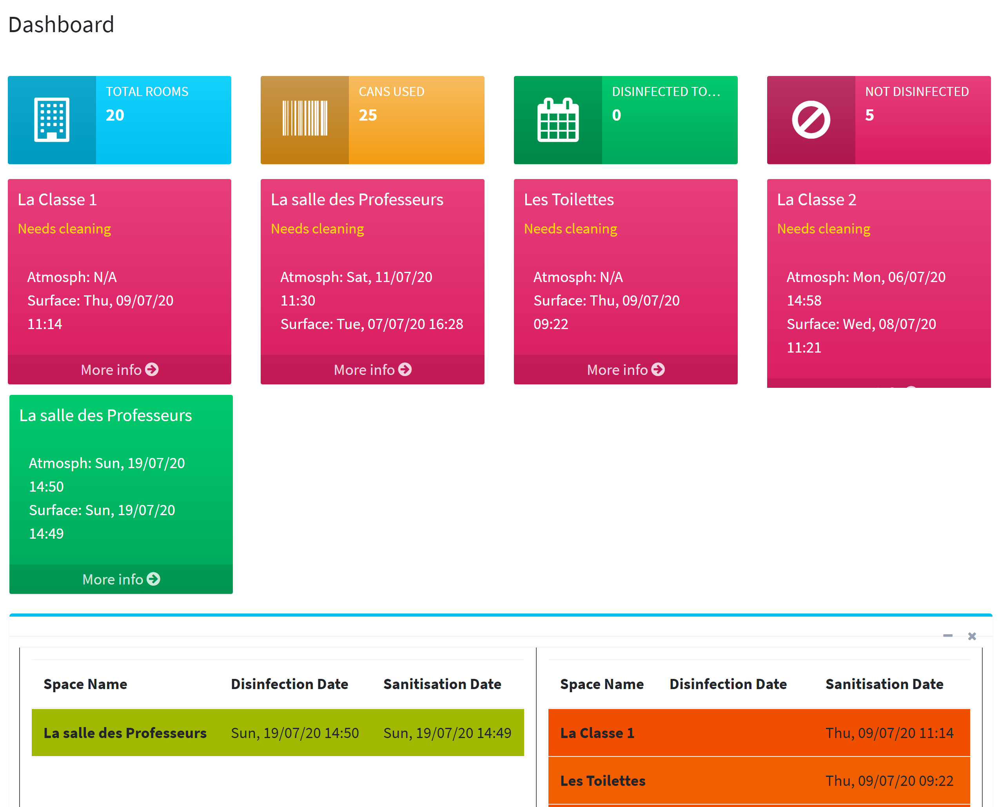 Dashboard
TOTAL ROOMS
20
CANS USED
25
DISINFECTED TO...
0
NOT DISINFECTED
5
La Classe 1
Needs cleaning
Atmosph: N/A
Surface: Thu, 09/07/20
11:14
More info
La salle des Professeurs
Needs cleaning
Atmosph: Sat, 11/07/20
11:30
Surface: Tue, 07/07/20 16:28
More info
Les Toilettes
Needs cleaning
Atmosph: N/A
Surface: Thu, 09/07/20
09:22
More info
La Classe 2
Needs cleaning
Atmosph: Mon, 06/07/20
14:58
Surface: Wed, 08/07/20
11:21
La salle des Professeurs
Atmosph: Sun, 19/07/20
14:50
Surface: Sun, 19/07/20
14:49
More info
Space Name Disinfection Date Sanitisation Date
La salle des Professeurs Sun, 19/07/20 14:50 Sun, 19/07/20 14:49
Space Name Disinfection Date Sanitisation Date
La Classe 1 Thu, 09/07/20 11:14
Les Toilettes Thu, 09/07/20 09:22